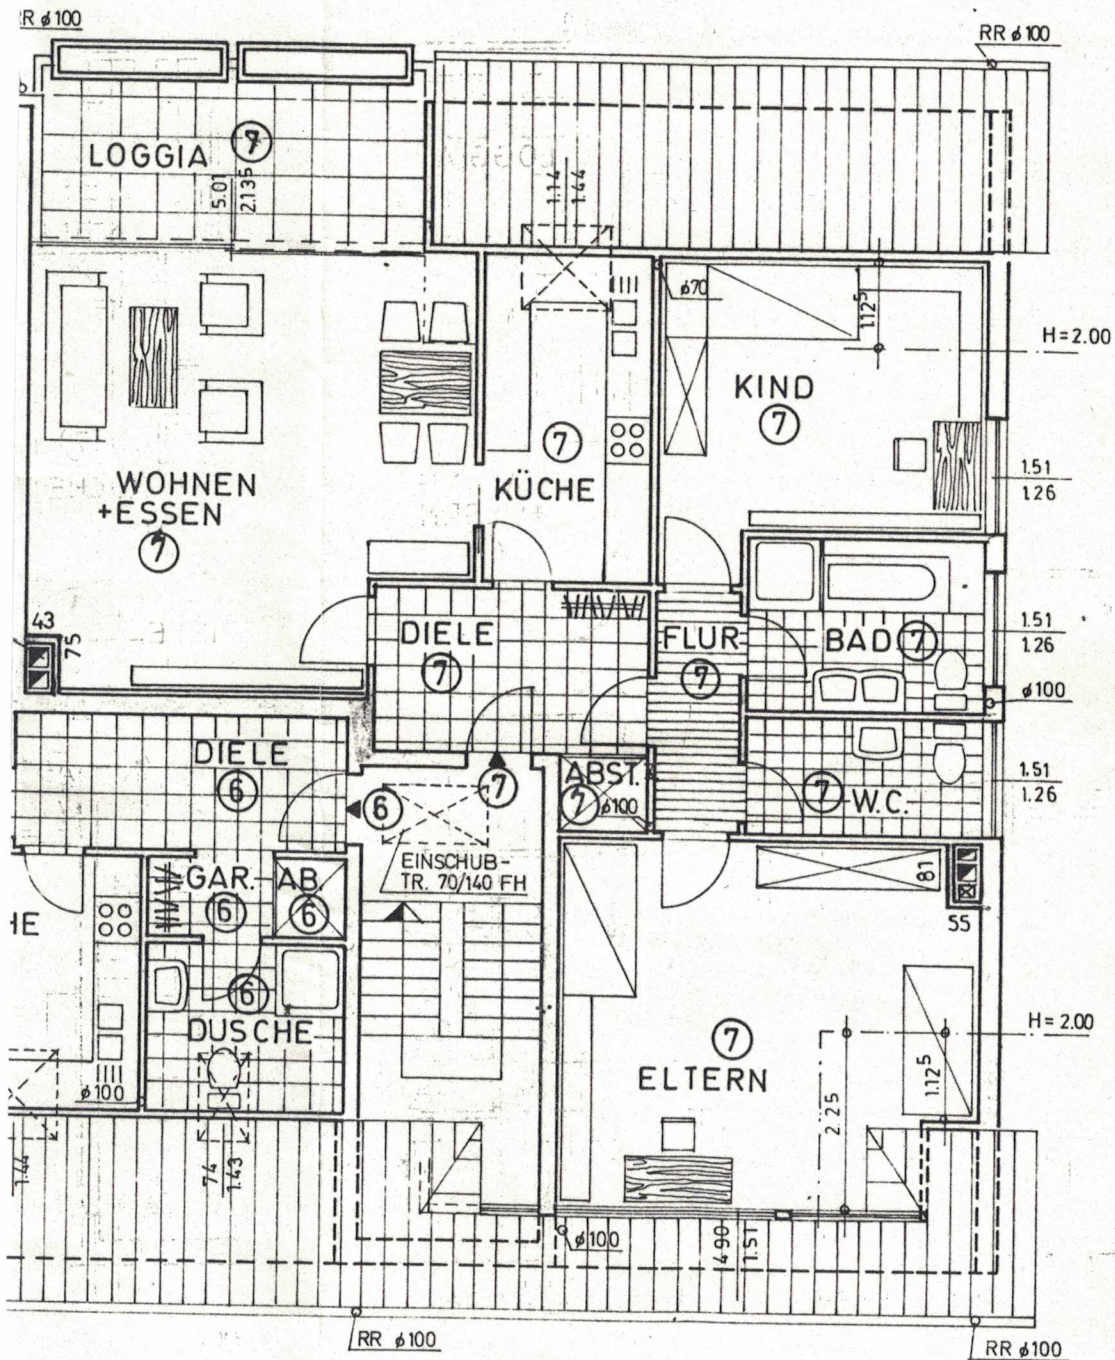 RR ø100
RR ø100
LOGGIA 7
5.01
2.13⁵
1.14
1.44
ø70
1.12⁵
H=2.00
KIND
7
7
KÜCHE
WOHNEN
+ESSEN
7
1.51
1.26
43
75
DIELE
7
FLUR
7
BAD 7
1.51
1.26
ø100
DIELE
6
6
7
ABST.
7 ø100
7 W.C.
1.51
1.26
EINSCHUB-
TR. 70/140 FH
GAR.
6
AB.
6
81
55
HE
6
DUSCHE
ø100
7
ELTERN
H=2.00
2.25
1.12⁵
1.44
74
1.43
ø100
4.90
1.51
RR ø100
RR ø100